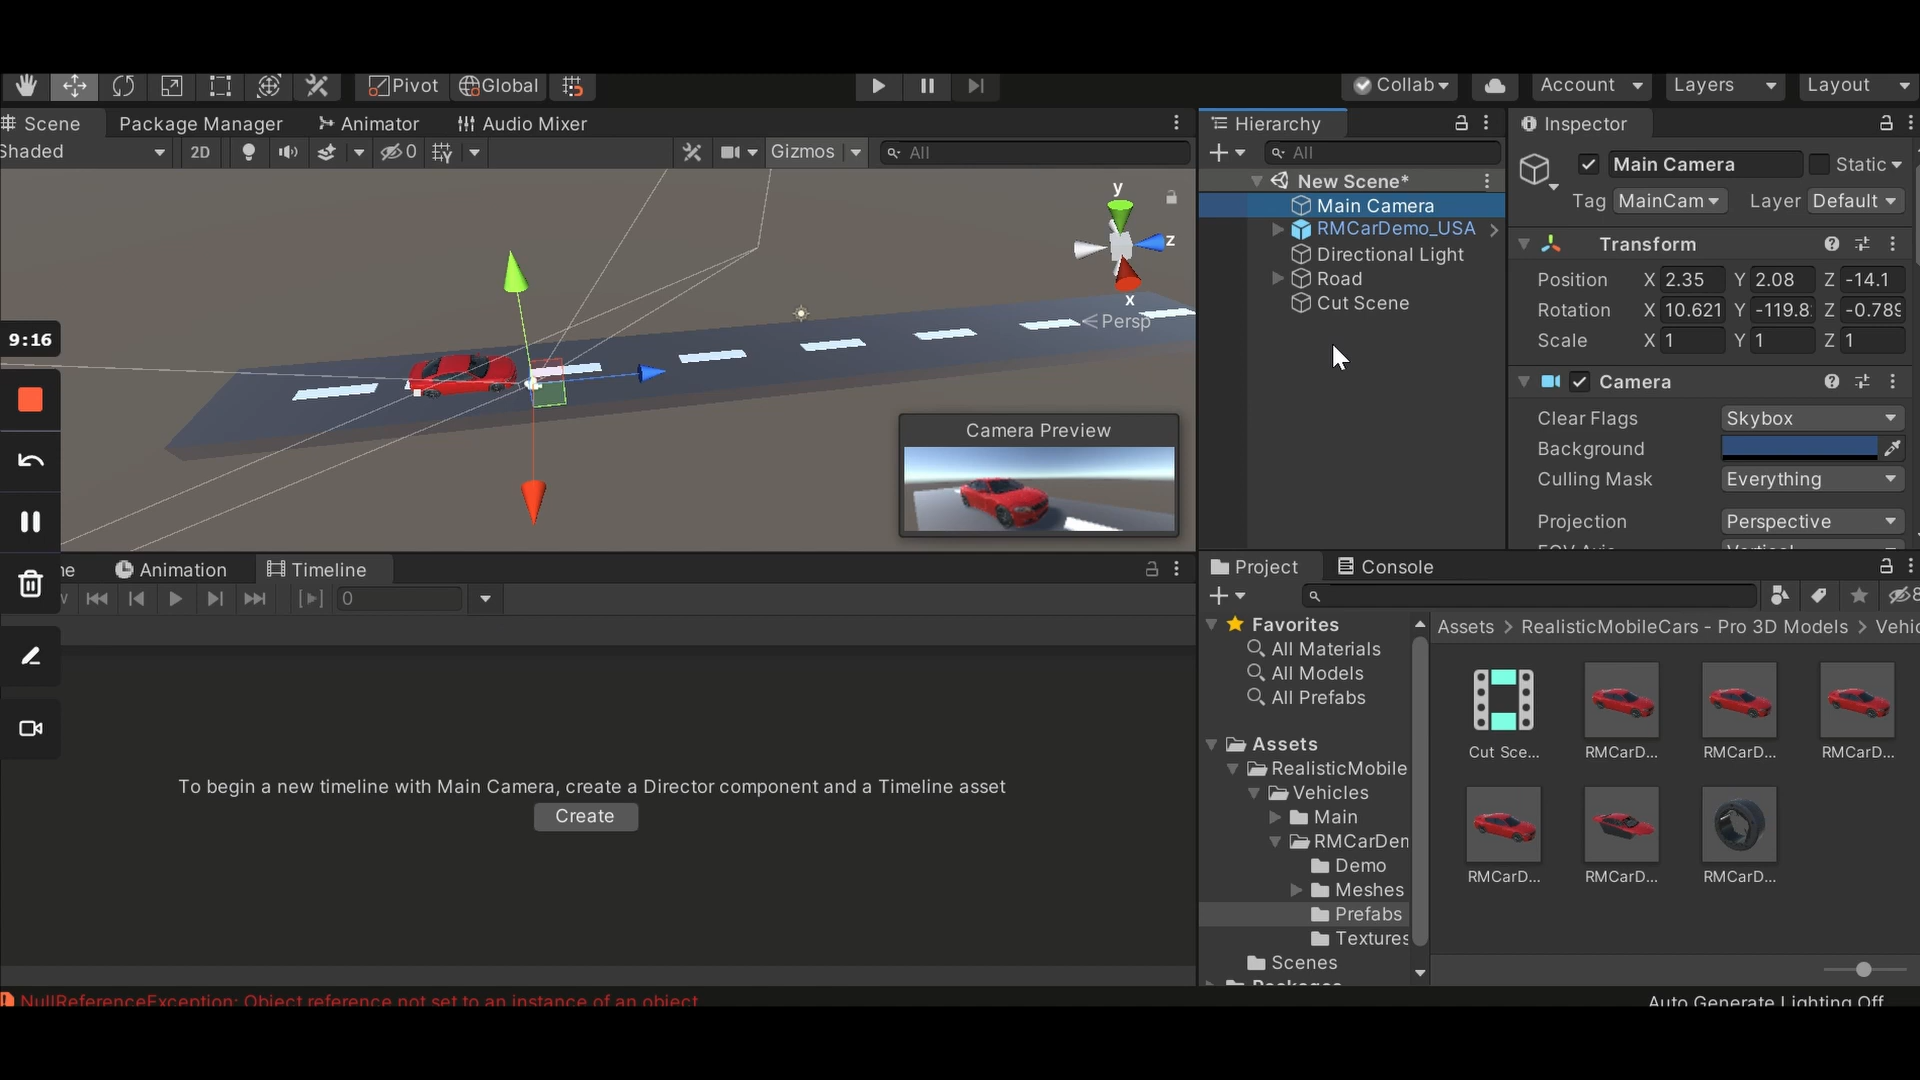 Pivot
Global
Collab
Account
Layers
Layout
Scene
Package Manager
Animator
Audio Mixer
Shaded
2D
0
Gizmos
All
y
z
x
Persp
9:16
Camera Preview
Hierarchy
All
New Scene*
Main Camera
RMCarDemo_USA
Directional Light
Road
Cut Scene
Inspector
Main Camera
Static
Tag MainCam
Layer Default
Transform
Position X 2.35 Y 2.08 Z -14.1
Rotation X 10.621 Y -119.8 Z -0.789
Scale X 1 Y 1 Z 1
Camera
Clear Flags Skybox
Background
Culling Mask Everything
Projection Perspective
Animation
Timeline
0
To begin a new timeline with Main Camera, create a Director component and a Timeline asset
Create
Project
Console
Favorites
All Materials
All Models
All Prefabs
Assets
RealisticMobile
Vehicles
Main
RMCarDem
Demo
Meshes
Prefabs
Textures
Scenes
Packages
Assets > RealisticMobileCars - Pro 3D Models > Vehic
8
Cut Sce...
RMCarD...
RMCarD...
RMCarD...
RMCarD...
RMCarD...
RMCarD...
NullReferenceException: Object reference not set to an instance of an object
Auto Generate Lighting Off